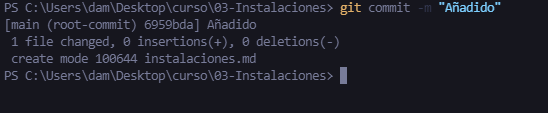 PS C:\Users\dam\Desktop\curso\03-Instalaciones> git commit -m "Añadido"
[main (root-commit) 6959bda] Añadido
 1 file changed, 0 insertions(+), 0 deletions(-)
 create mode 100644 instalaciones.md
PS C:\Users\dam\Desktop\curso\03-Instalaciones>